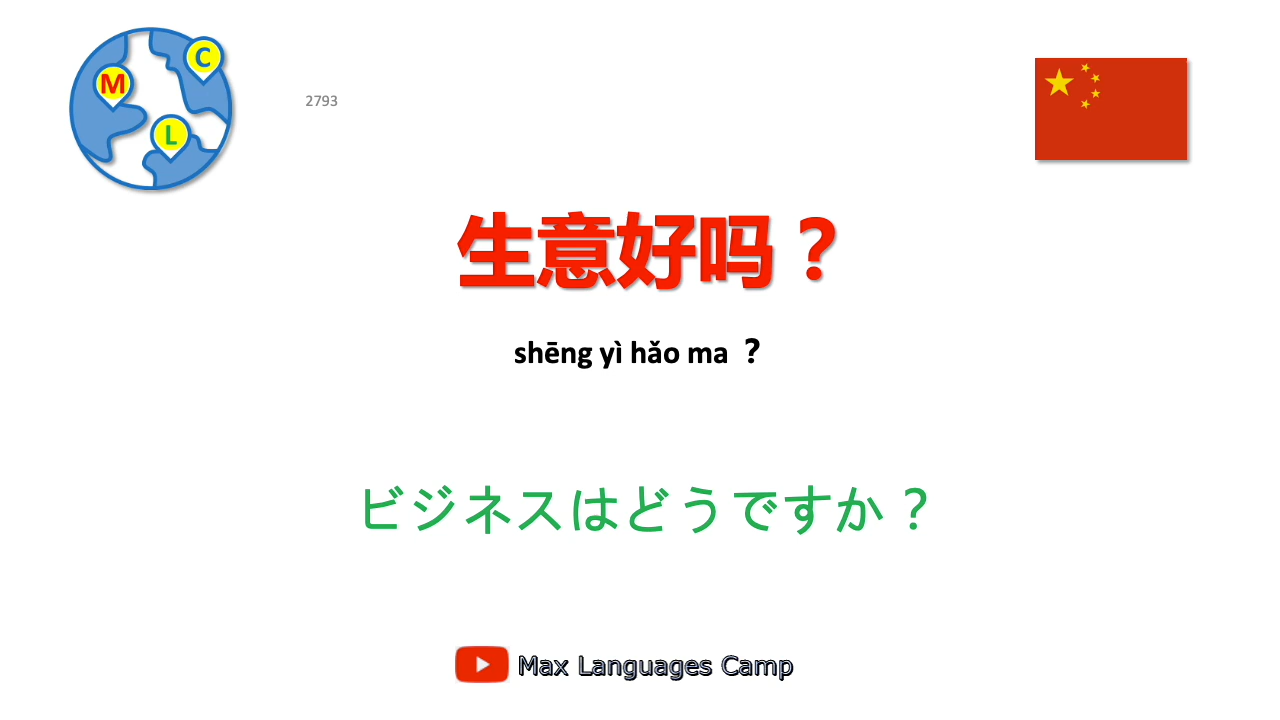 C
M
L
2793
生意好吗？
shēng yì hǎo ma ？
ビジネスはどうですか？
Max Languages Camp